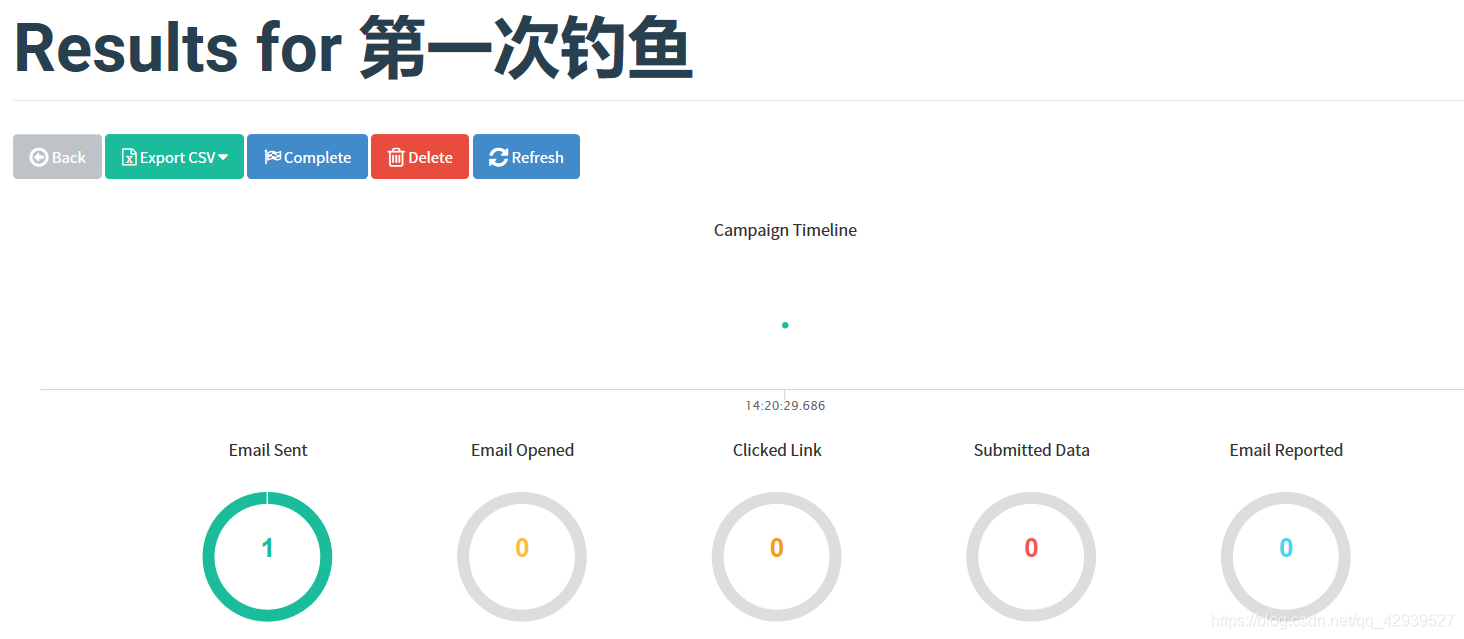 Results for 第一次钓鱼
Back Export CSV Complete Delete Refresh
Campaign Timeline
14:20:29.686
Email Sent Email Opened Clicked Link Submitted Data Email Reported
1 0 0 0 0
https://blog.csdn.net/qq_42939527